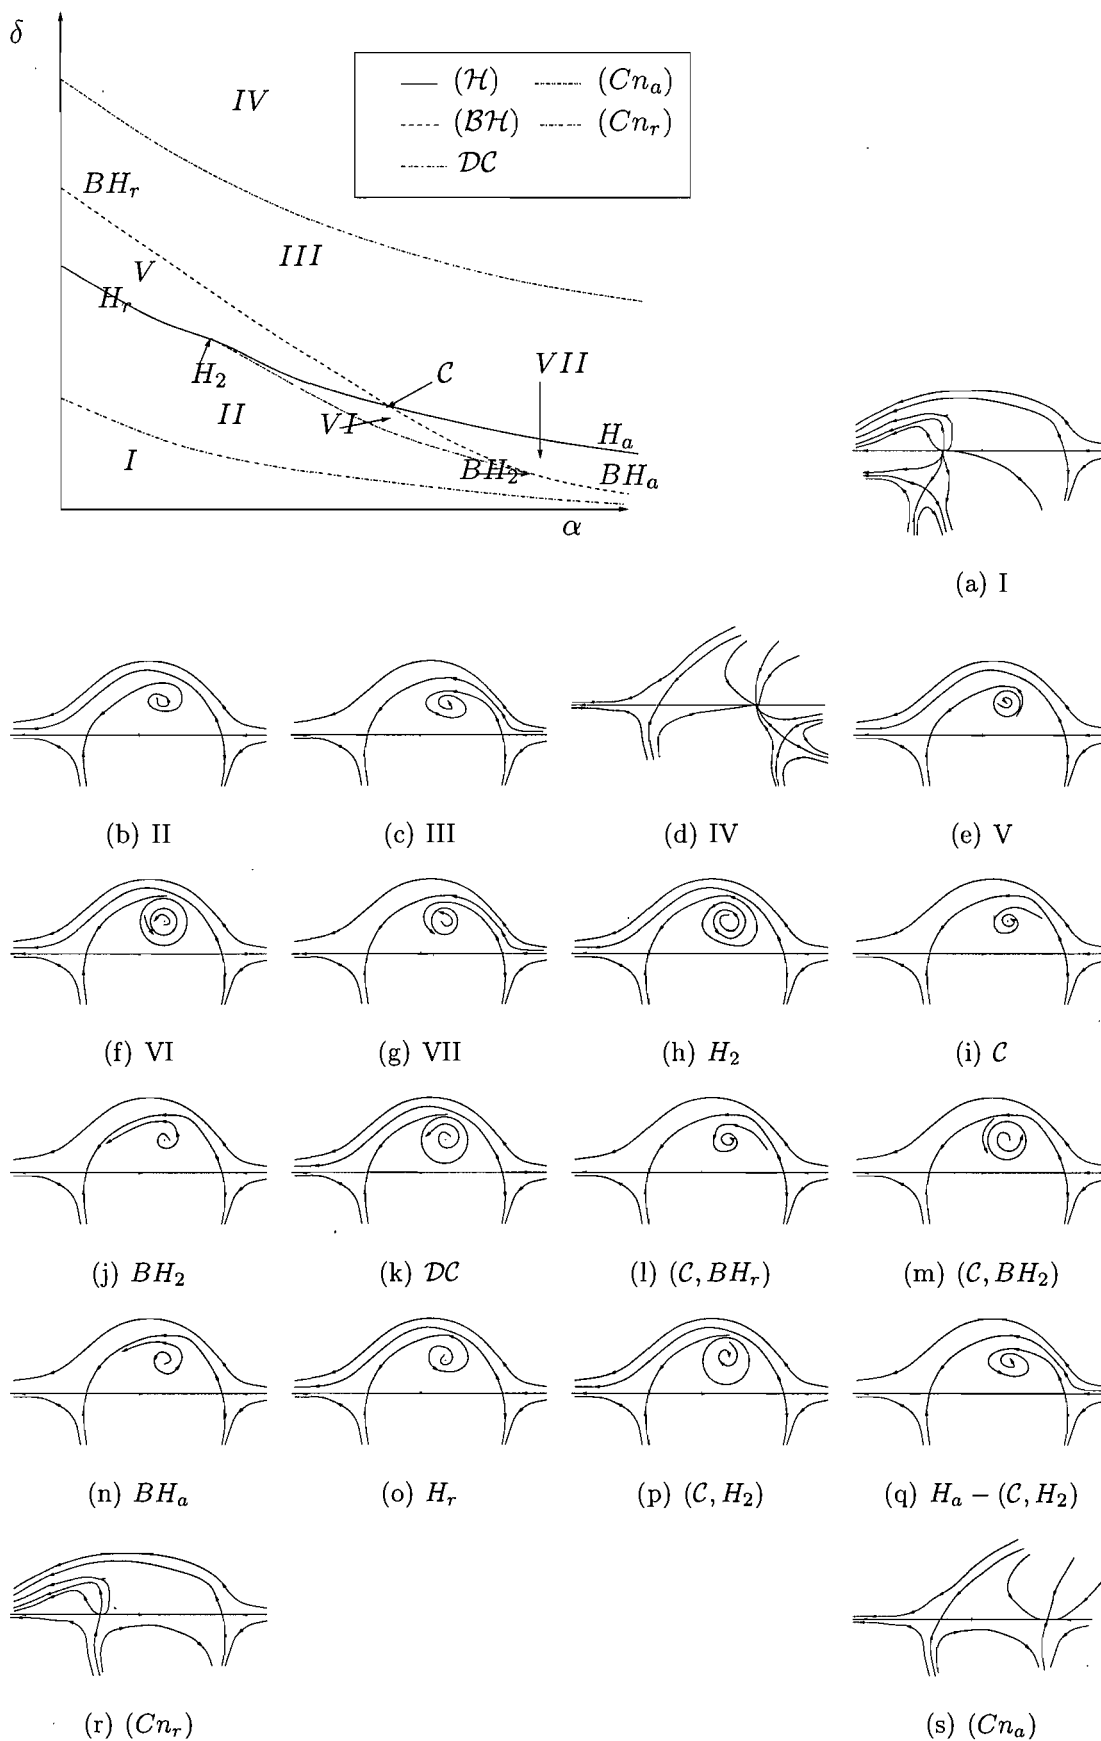 δ
(ℋ) (Cn_a)
(ℬℋ) (Cn_r)
𝒟𝒞
IV
BH_r
III
V
H_r
H_2
𝒞
VII
II
VI
H_a
I
BH_2
BH_a
α
(a) I
(b) II
(c) III
(d) IV
(e) V
(f) VI
(g) VII
(h) H_2
(i) 𝒞
(j) BH_2
(k) 𝒟𝒞
(l) (𝒞, BH_r)
(m) (𝒞, BH_2)
(n) BH_a
(o) H_r
(p) (𝒞, H_2)
(q) H_a − (𝒞, H_2)
(r) (Cn_r)
(s) (Cn_a)